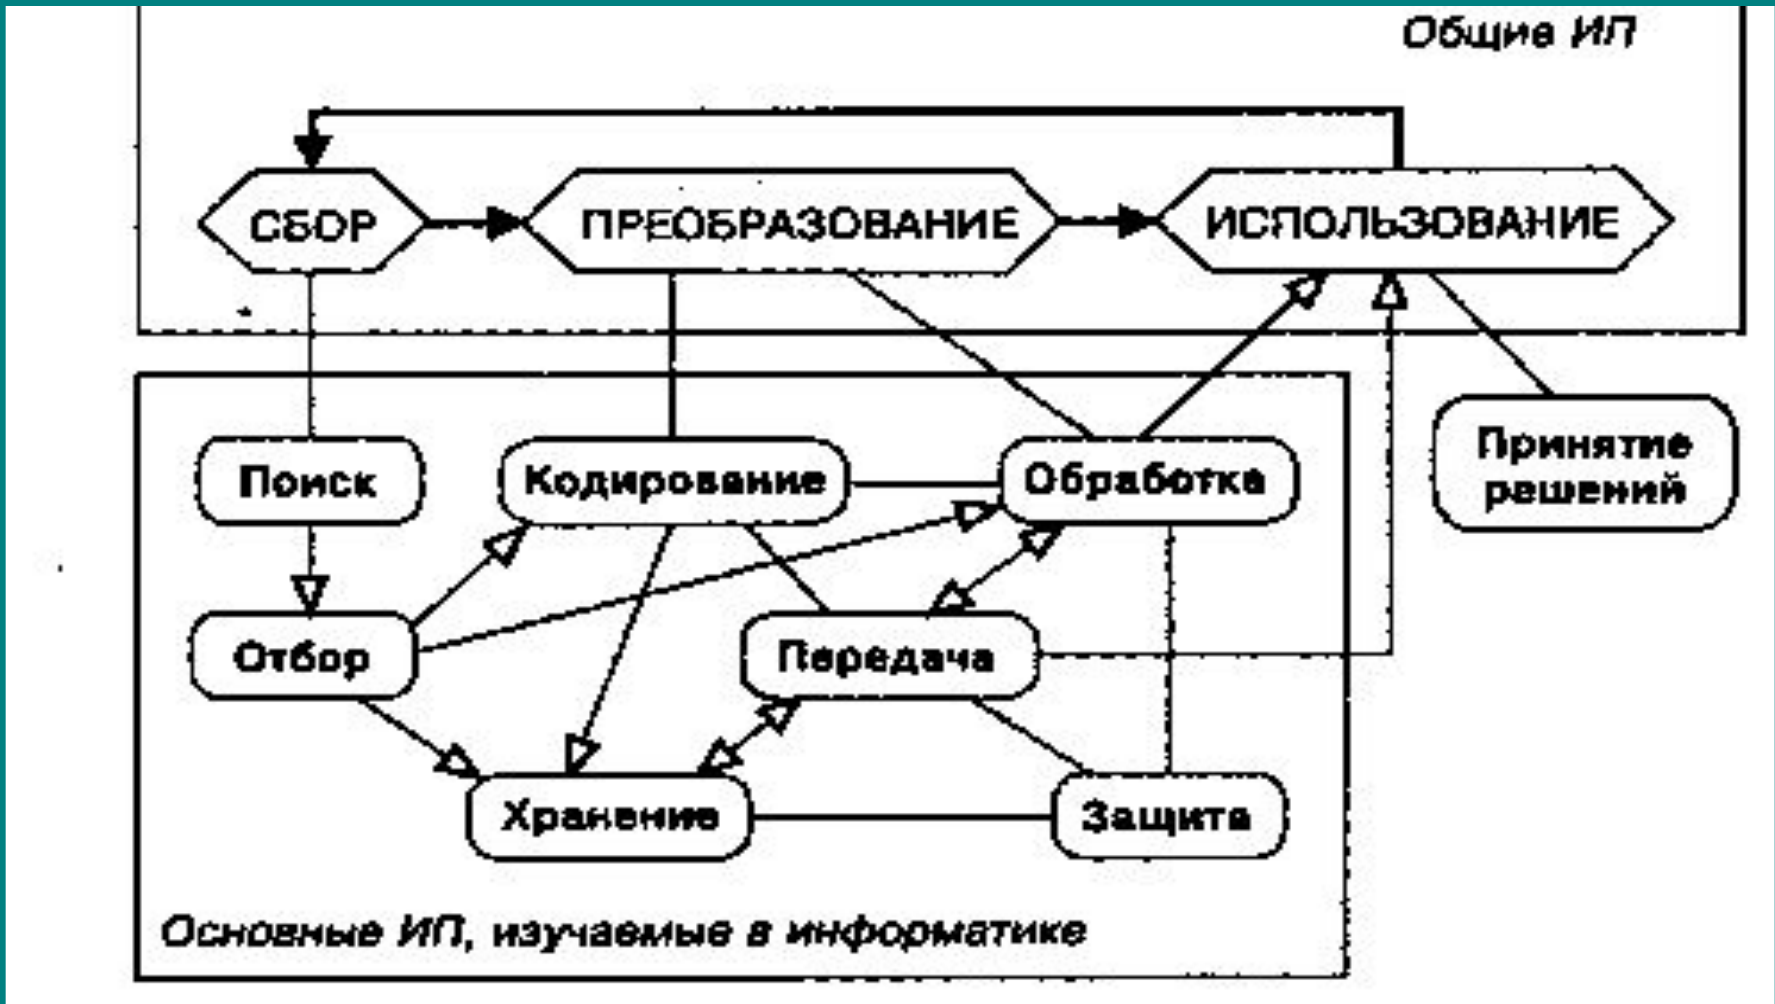 Общие ИП
СБОР
ПРЕОБРАЗОВАНИЕ
ИСПОЛЬЗОВАНИЕ
Поиск
Кодирование
Обработка
Принятие
решений
Отбор
Передача
Хранение
Защита
Основные ИП, изучаемые в информатике